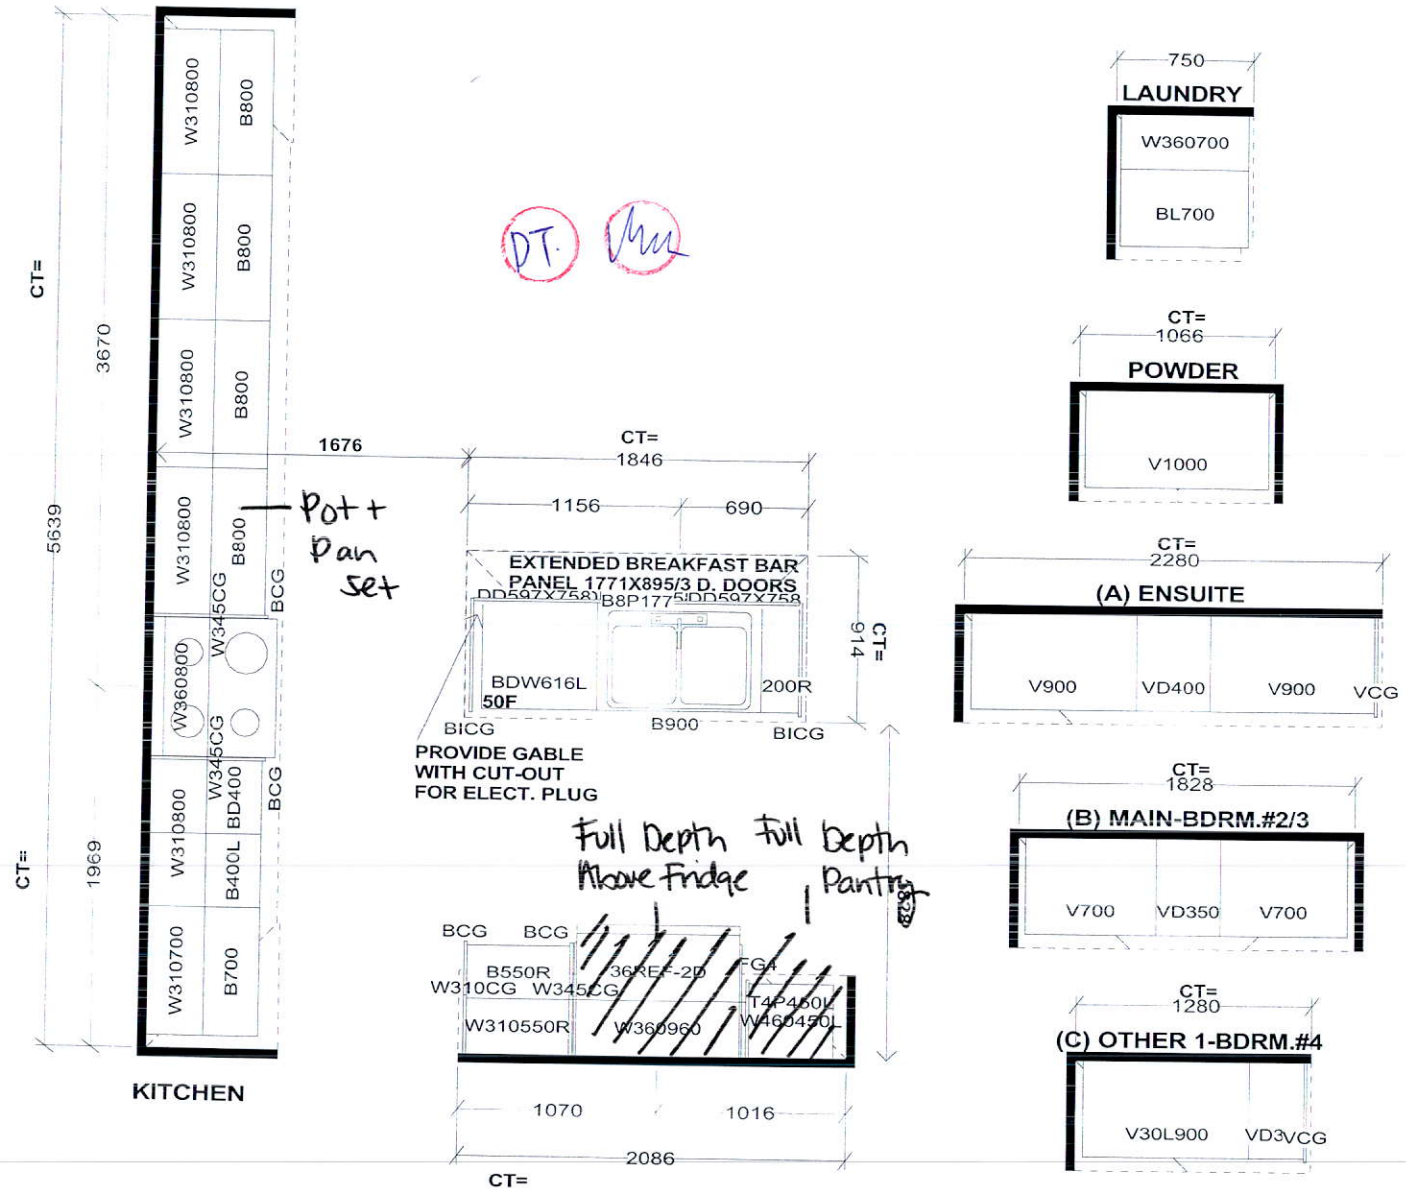 750
LAUNDRY
W360700
BL700
CT=
1066
POWDER
V1000
CT=
2280
(A) ENSUITE
V900
VD400
V900
VCG
CT=
1828
(B) MAIN-BDRM.#2/3
V700
VD350
V700
CT=
1280
(C) OTHER 1-BDRM.#4
V30L900
VD3
VCG
W310800
B800
W310800
B800
W310800
B800
W310800
B800
Pot +
Pan
Set
CT=
3670
5639
CT=
1969
W345CG
BCG
W360800
W345CG
BCG
W310800
BD400
B400L
W310700
B700
KITCHEN
DT.
1676
CT=
1846
1156
690
EXTENDED BREAKFAST BAR
PANEL 1771X895/3 D. DOORS
DD597X758
B8P177
DD597X758
914
CT=
BDW616L
50F
200R
BICG
B900
BICG
PROVIDE GABLE
WITH CUT-OUT
FOR ELECT. PLUG
Full Depth
Above Fridge
Full Depth
Pantry
BCG
BCG
B550R
36REF-2D
FG4
W310CG
W345CG
T4P450L
W310550R
W360960
W460450L
1070
1016
2086
CT=